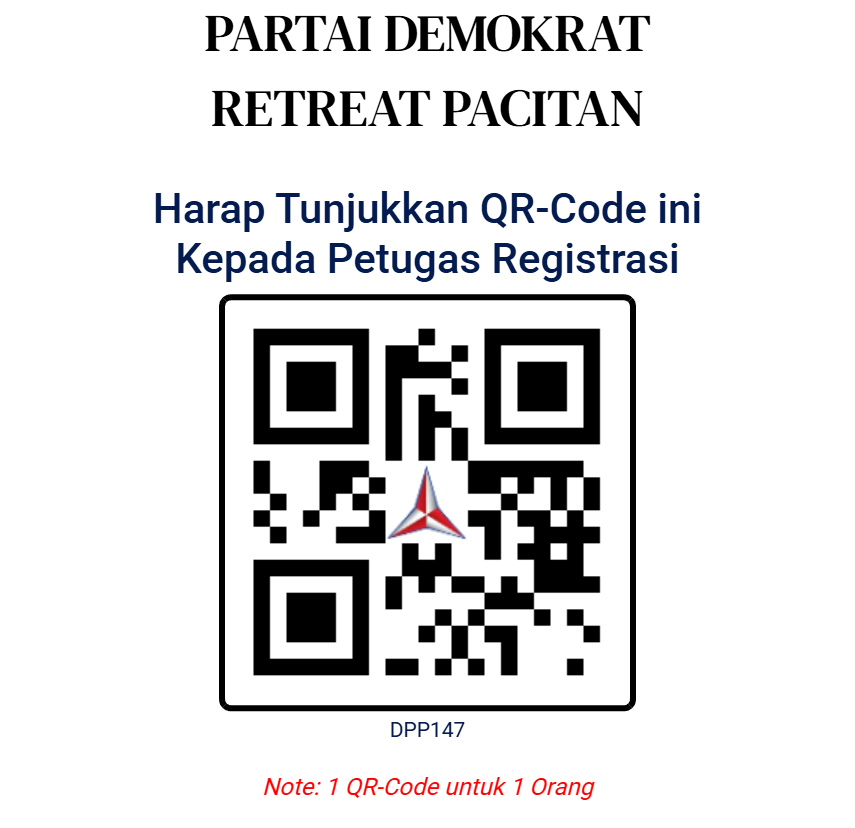 PARTAI DEMOKRAT
RETREAT PACITAN
Harap Tunjukkan QR-Code ini
Kepada Petugas Registrasi
DPP147
Note: 1 QR-Code untuk 1 Orang